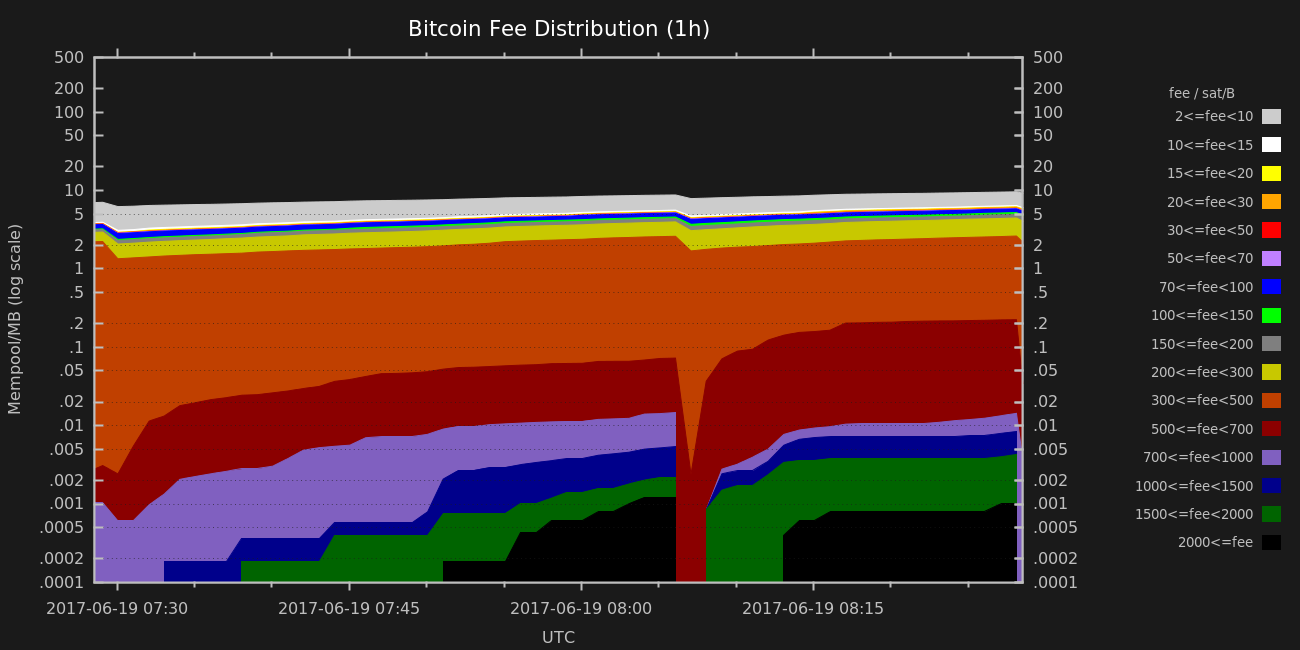 Bitcoin Fee Distribution (1h)
Mempool/MB (log scale)
500
200
100
50
20
10
5
2
1
.5
.2
.1
.05
.02
.01
.005
.002
.001
.0005
.0002
.0001
500
200
100
50
20
10
5
2
1
.5
.2
.1
.05
.02
.01
.005
.002
.001
.0005
.0002
.0001
2017-06-19 07:30
2017-06-19 07:45
2017-06-19 08:00
2017-06-19 08:15
UTC
fee / sat/B
2<=fee<10
10<=fee<15
15<=fee<20
20<=fee<30
30<=fee<50
50<=fee<70
70<=fee<100
100<=fee<150
150<=fee<200
200<=fee<300
300<=fee<500
500<=fee<700
700<=fee<1000
1000<=fee<1500
1500<=fee<2000
2000<=fee